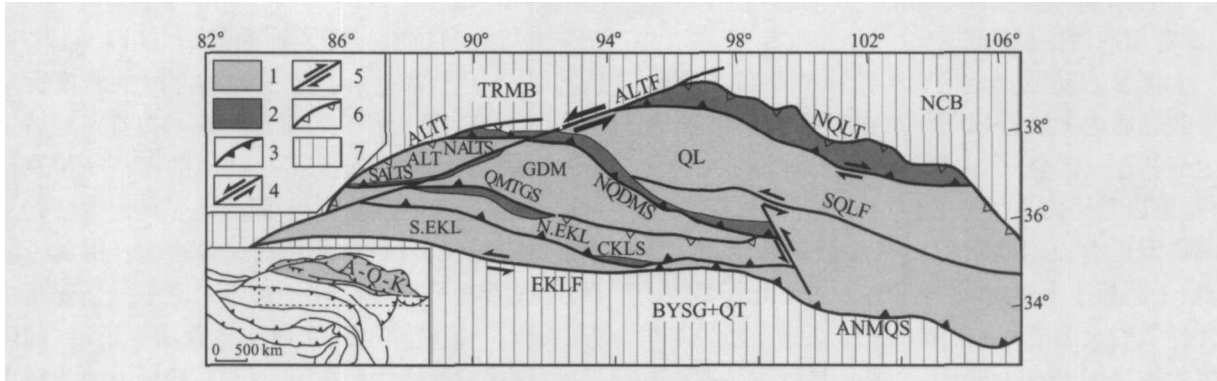 82° 86° 90° 94° 98° 102° 106°
1 5
2 6
3 7
4
TRMB
ALTF
NCB
ALTT
NQLT
38°
NALTS
ALT
SALTS
GDM
QL
QMTGS
NQDMS
SQLF
36°
S.EKL
N.EKL
CKLS
A-Q-K
EKLF
BYSG+QT
ANMQS
34°
0 500 km